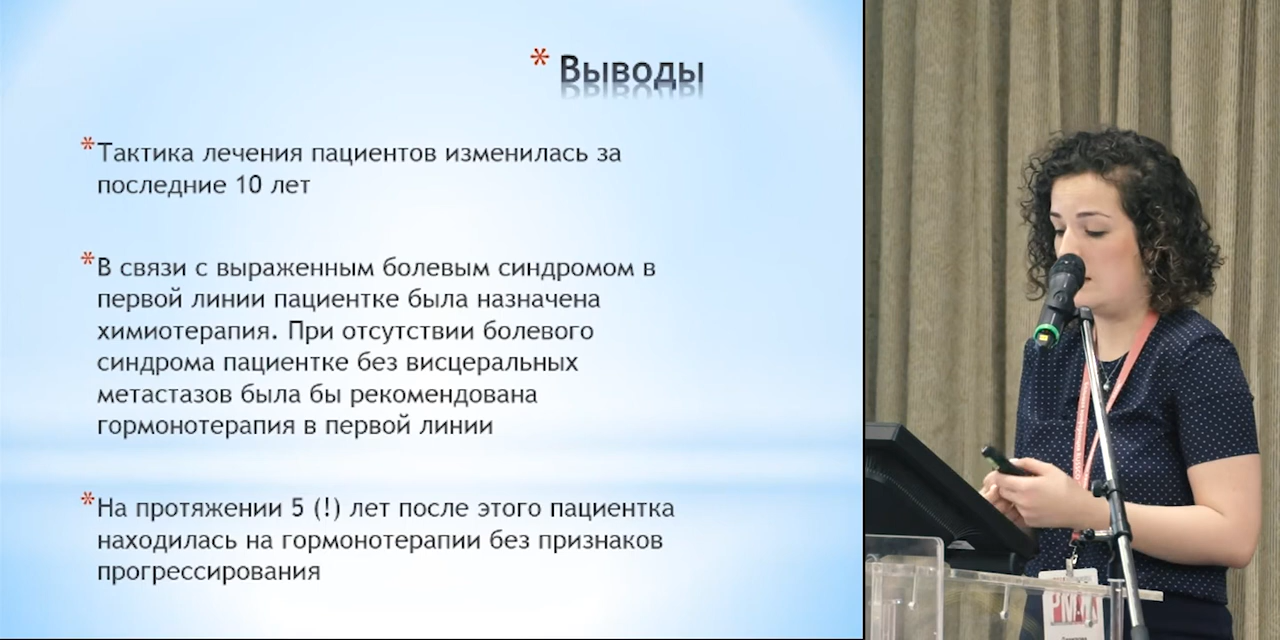 * Выводы
* Тактика лечения пациентов изменилась за
последние 10 лет
* В связи с выраженным болевым синдромом в
первой линии пациентке была назначена
химиотерапия. При отсутствии болевого
синдрома пациентке без висцеральных
метастазов была бы рекомендована
гормонотерапия в первой линии
* На протяжении 5 (!) лет после этого пациентка
находилась на гормонотерапии без признаков
прогрессирования